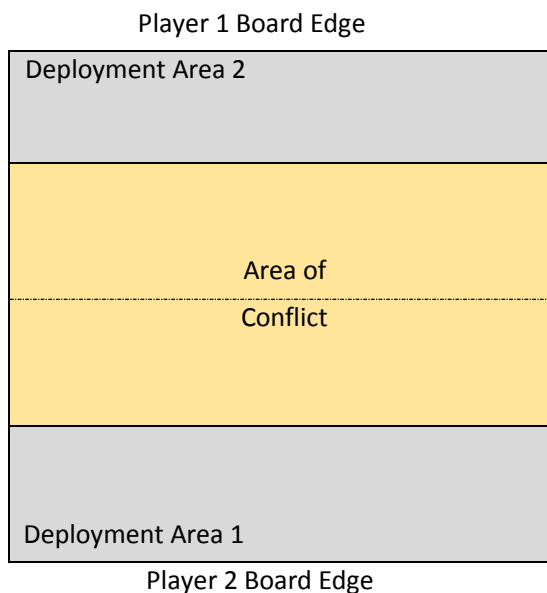 Player 1 Board Edge
Deployment Area 2
Area of
Conflict
Deployment Area 1
Player 2 Board Edge